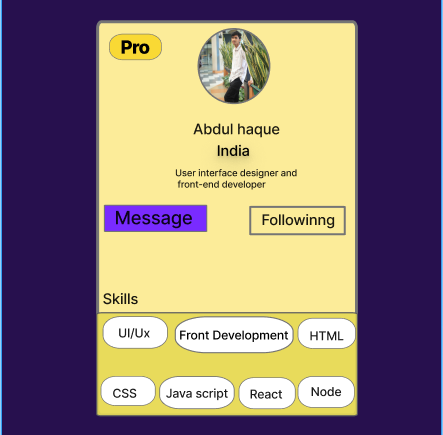 Pro
Abdul haque
India
User interface designer and
front-end developer
Message
Followinng
Skills
UI/Ux
Front Development
HTML
CSS
Java script
React
Node